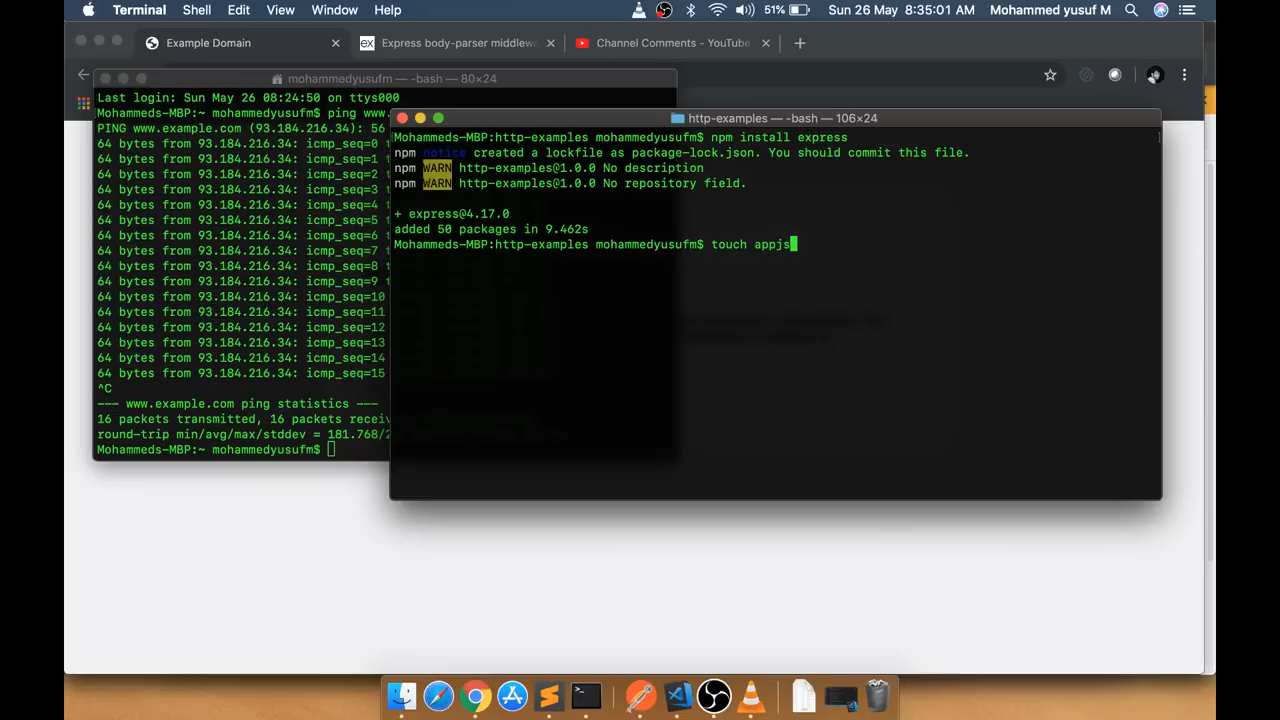 Terminal Shell Edit View Window Help 51% Sun 26 May 8:35:01 AM Mohammed yusuf M
Example Domain
ex Express body-parser middlewa
Channel Comments - YouTube
mohammedyusufm — -bash — 80×24
Last login: Sun May 26 08:24:50 on ttys000
Mohammeds-MBP:~ mohammedyusufm$ ping www.
PING www.example.com (93.184.216.34): 56
64 bytes from 93.184.216.34: icmp_seq=0
64 bytes from 93.184.216.34: icmp_seq=1
64 bytes from 93.184.216.34: icmp_seq=2
64 bytes from 93.184.216.34: icmp_seq=3
64 bytes from 93.184.216.34: icmp_seq=4
64 bytes from 93.184.216.34: icmp_seq=5
64 bytes from 93.184.216.34: icmp_seq=6
64 bytes from 93.184.216.34: icmp_seq=7
64 bytes from 93.184.216.34: icmp_seq=8
64 bytes from 93.184.216.34: icmp_seq=9
64 bytes from 93.184.216.34: icmp_seq=10
64 bytes from 93.184.216.34: icmp_seq=11
64 bytes from 93.184.216.34: icmp_seq=12
64 bytes from 93.184.216.34: icmp_seq=13
64 bytes from 93.184.216.34: icmp_seq=14
64 bytes from 93.184.216.34: icmp_seq=15
^C
--- www.example.com ping statistics ---
16 packets transmitted, 16 packets recei
round-trip min/avg/max/stddev = 181.768/2
Mohammeds-MBP:~ mohammedyusufm$
http-examples — -bash — 106×24
Mohammeds-MBP:http-examples mohammedyusufm$ npm install express
npm notice created a lockfile as package-lock.json. You should commit this file.
npm WARN http-examples@1.0.0 No description
npm WARN http-examples@1.0.0 No repository field.
+ express@4.17.0
added 50 packages in 9.462s
Mohammeds-MBP:http-examples mohammedyusufm$ touch appjs